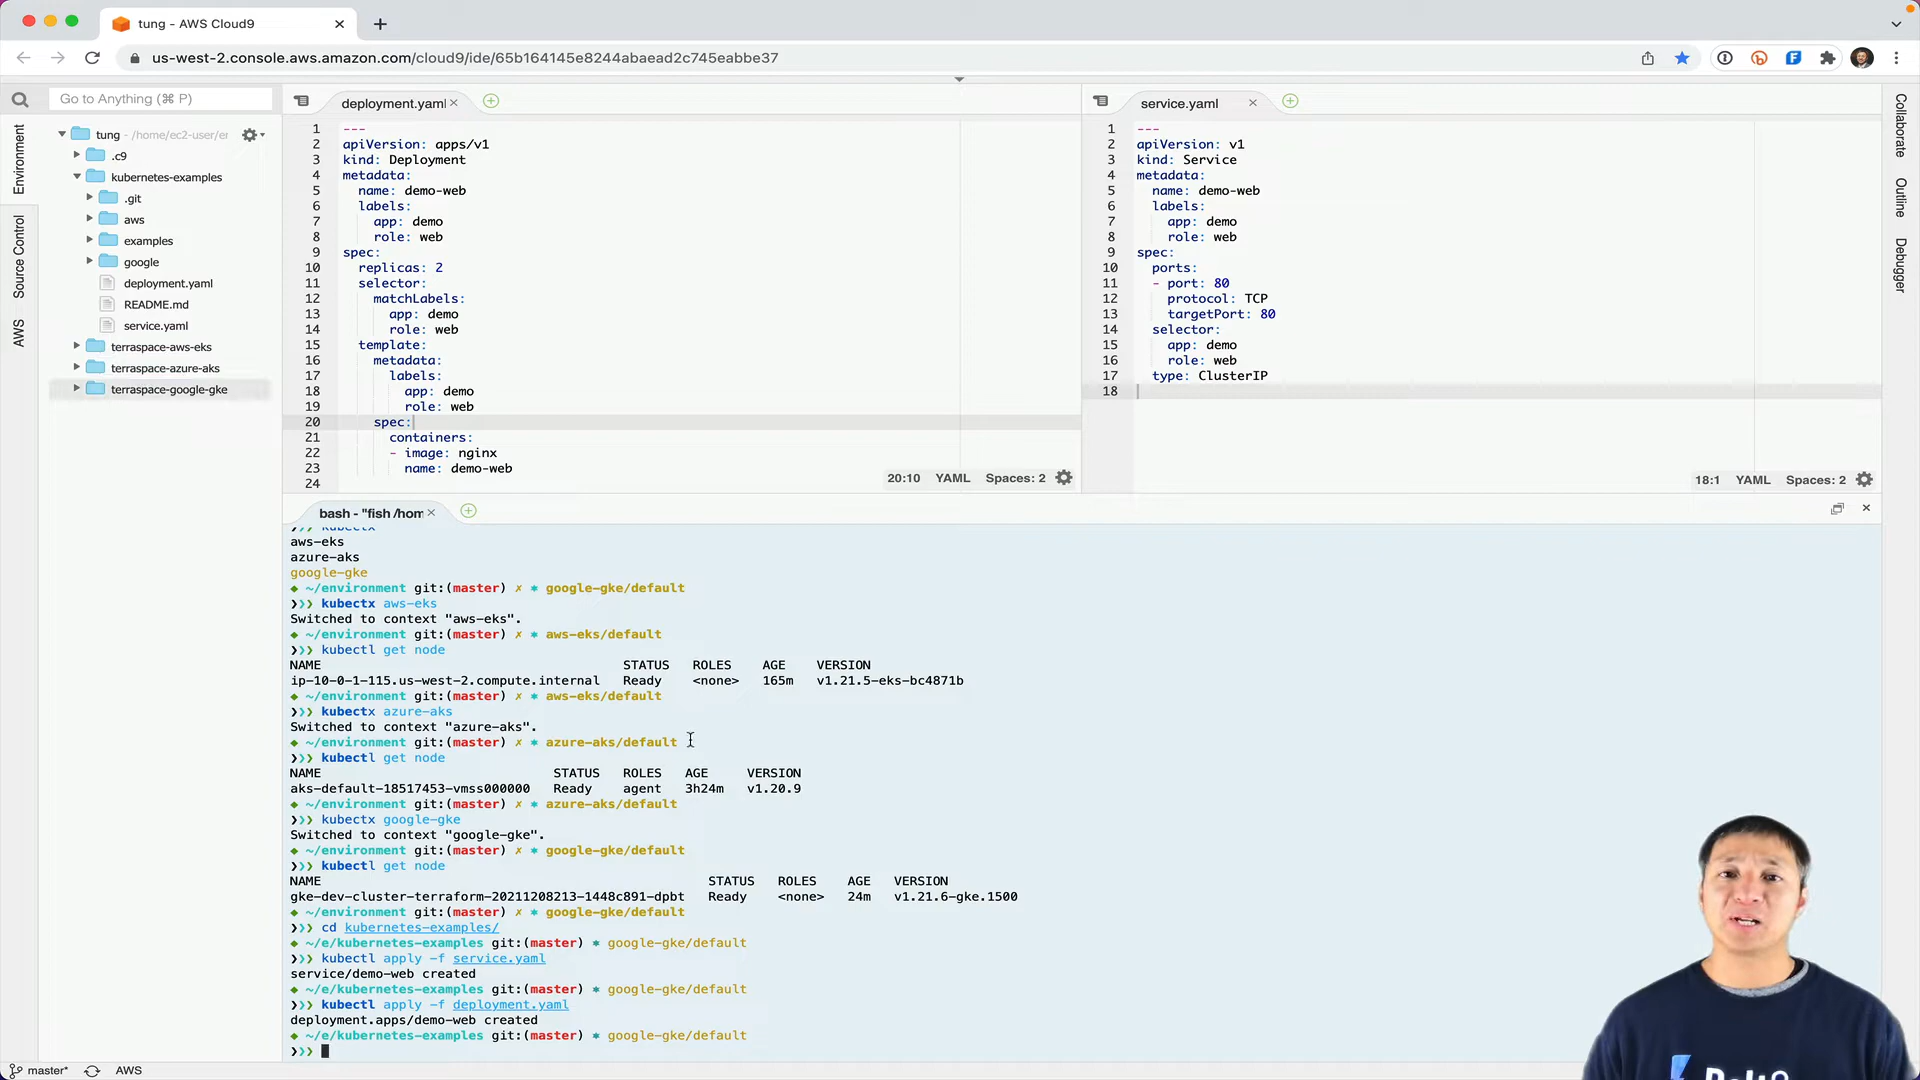 tung - AWS Cloud9
us-west-2.console.aws.amazon.com/cloud9/ide/65b164145e8244abaead2c745eabbe37
Go to Anything (⌘ P)
Environment
Source Control
AWS
tung - /home/ec2-user/er
.c9
kubernetes-examples
.git
aws
examples
google
deployment.yaml
README.md
service.yaml
terraspace-aws-eks
terraspace-azure-aks
terraspace-google-gke
deployment.yaml
1 ---
2 apiVersion: apps/v1
3 kind: Deployment
4 metadata:
5 name: demo-web
6 labels:
7 app: demo
8 role: web
9 spec:
10 replicas: 2
11 selector:
12 matchLabels:
13 app: demo
14 role: web
15 template:
16 metadata:
17 labels:
18 app: demo
19 role: web
20 spec:
21 containers:
22 - image: nginx
23 name: demo-web
24
20:10 YAML Spaces: 2
service.yaml
1 ---
2 apiVersion: v1
3 kind: Service
4 metadata:
5 name: demo-web
6 labels:
7 app: demo
8 role: web
9 spec:
10 ports:
11 - port: 80
12 protocol: TCP
13 targetPort: 80
14 selector:
15 app: demo
16 role: web
17 type: ClusterIP
18
18:1 YAML Spaces: 2
Collaborate
Outline
Debugger
bash - "fish /hom
❯❯❯ kubectx
aws-eks
azure-aks
google-gke
◆ ~/environment git:(master) ✗ ✱ google-gke/default
❯❯❯ kubectx aws-eks
Switched to context "aws-eks".
◆ ~/environment git:(master) ✗ ✱ aws-eks/default
❯❯❯ kubectl get node
NAME STATUS ROLES AGE VERSION
ip-10-0-1-115.us-west-2.compute.internal Ready <none> 165m v1.21.5-eks-bc4871b
◆ ~/environment git:(master) ✗ ✱ aws-eks/default
❯❯❯ kubectx azure-aks
Switched to context "azure-aks".
◆ ~/environment git:(master) ✗ ✱ azure-aks/default
❯❯❯ kubectl get node
NAME STATUS ROLES AGE VERSION
aks-default-18517453-vmss000000 Ready agent 3h24m v1.20.9
◆ ~/environment git:(master) ✗ ✱ azure-aks/default
❯❯❯ kubectx google-gke
Switched to context "google-gke".
◆ ~/environment git:(master) ✗ ✱ google-gke/default
❯❯❯ kubectl get node
NAME STATUS ROLES AGE VERSION
gke-dev-cluster-terraform-20211208213-1448c891-dpbt Ready <none> 24m v1.21.6-gke.1500
◆ ~/environment git:(master) ✗ ✱ google-gke/default
❯❯❯ cd kubernetes-examples/
◆ ~/e/kubernetes-examples git:(master) ✱ google-gke/default
❯❯❯ kubectl apply -f service.yaml
service/demo-web created
◆ ~/e/kubernetes-examples git:(master) ✱ google-gke/default
❯❯❯ kubectl apply -f deployment.yaml
deployment.apps/demo-web created
◆ ~/e/kubernetes-examples git:(master) ✱ google-gke/default
❯❯❯
master* AWS